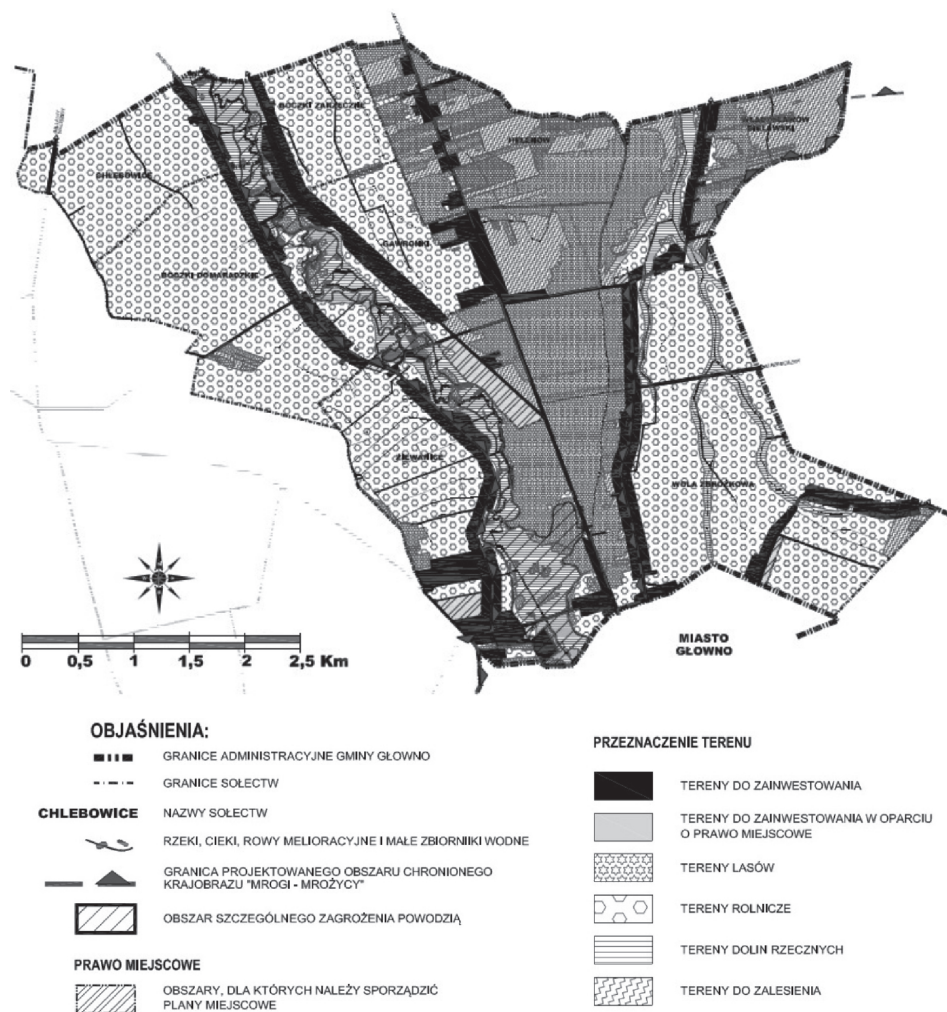 BOCZKI ZARZECZNE
HELENÓW
CHLEBOWICE
GAWRONKI
BOCZKI DOMARADZKIE
ZIEWANICE
WOLA ZBROŻKOWA
MIASTO
GŁOWNO
0 0,5 1 1,5 2 2,5 Km
OBJAŚNIENIA:
GRANICE ADMINISTRACYJNE GMINY GŁOWNO
GRANICE SOŁECTW
CHLEBOWICE NAZWY SOŁECTW
RZEKI, CIEKI, ROWY MELIORACYJNE I MAŁE ZBIORNIKI WODNE
GRANICA PROJEKTOWANEGO OBSZARU CHRONIONEGO
KRAJOBRAZU "MROGI - MROŻYCY"
OBSZAR SZCZEGÓLNEGO ZAGROŻENIA POWODZIĄ
PRAWO MIEJSCOWE
OBSZARY, DLA KTÓRYCH NALEŻY SPORZĄDZIĆ
PLANY MIEJSCOWE
PRZEZNACZENIE TERENU
TERENY DO ZAINWESTOWANIA
TERENY DO ZAINWESTOWANIA W OPARCIU
O PRAWO MIEJSCOWE
TERENY LASÓW
TERENY ROLNICZE
TERENY DOLIN RZECZNYCH
TERENY DO ZALESIENIA